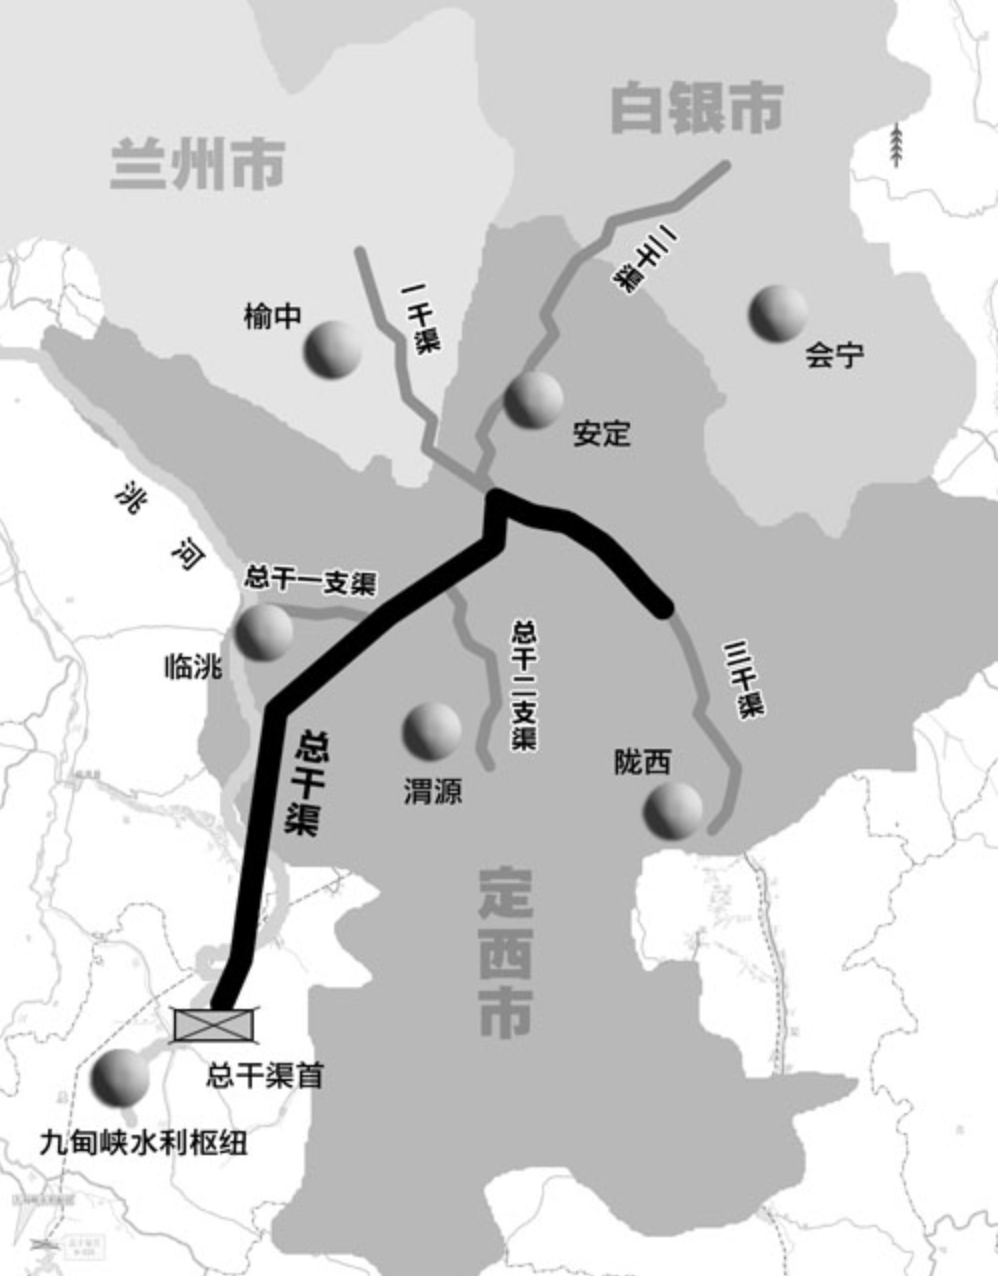 白银市
兰州市
二干渠
一干渠
榆中
会宁
安定
洮河
总干一支渠
总干二支渠
三干渠
临洮
总干渠
陇西
渭源
定西市
总干渠首
九甸峡水利枢纽